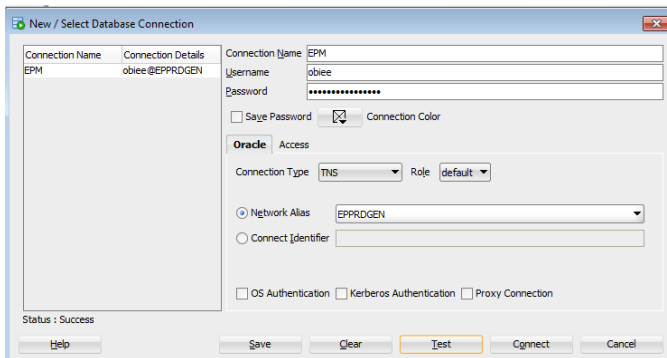 New / Select Database Connection
Connection Name Connection Details
EPM obiee@EPPRDGEN
Connection Name EPM
Username obiee
Password ••••••••••••••••
Save Password Connection Color
Oracle Access
Connection Type TNS Role default
Network Alias EPPRDGEN
Connect Identifier
OS Authentication Kerberos Authentication Proxy Connection
Status : Success
Help Save Clear Test Connect Cancel